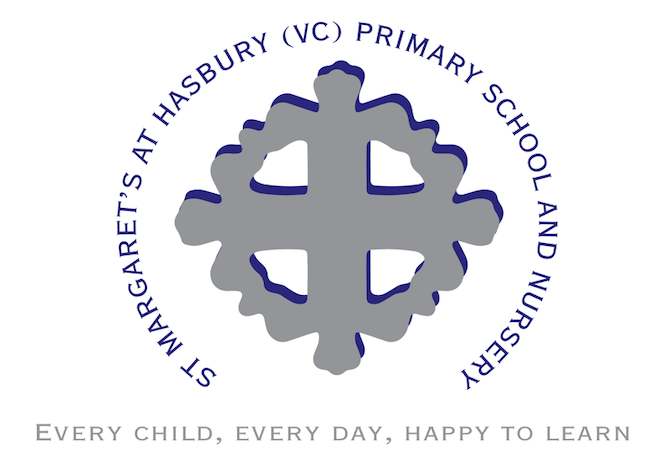 ST MARGARET'S AT HASBURY (VC) PRIMARY SCHOOL AND NURSERY
EVERY CHILD, EVERY DAY, HAPPY TO LEARN